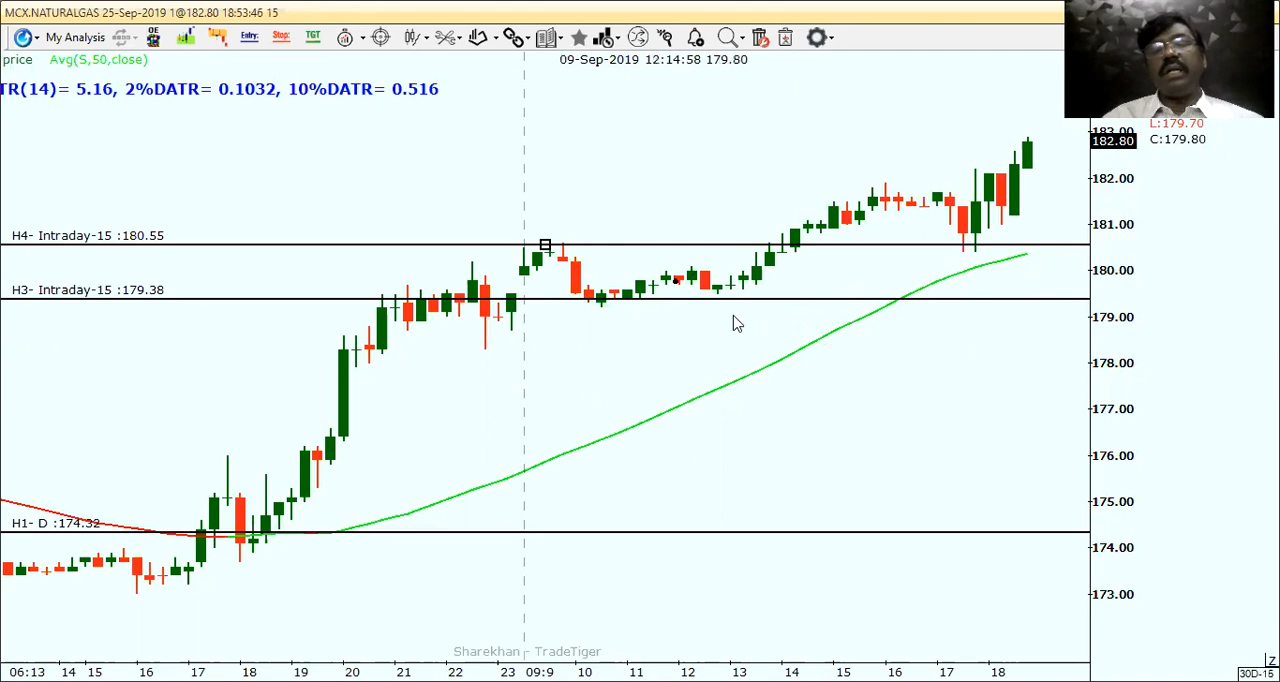 MCX.NATURALGAS 25-Sep-2019 1@182.80 18:53:46 15
My Analysis OE Entry: Stop: TGT
price Avg(S,50,close)
09-Sep-2019 12:14:58 179.80
TR(14)= 5.16, 2%DATR= 0.1032, 10%DATR= 0.516
L:179.70
183.00
182.80 C:179.80
182.00
181.00
H4- Intraday-15 :180.55
180.00
H3- Intraday-15 :179.38
179.00
178.00
177.00
176.00
175.00
H1- D :174.32
174.00
173.00
Sharekhan - TradeTiger
06:13 14 15 16 17 18 19 20 21 22 23 09:9 10 11 12 13 14 15 16 17 18
Z
30D-15